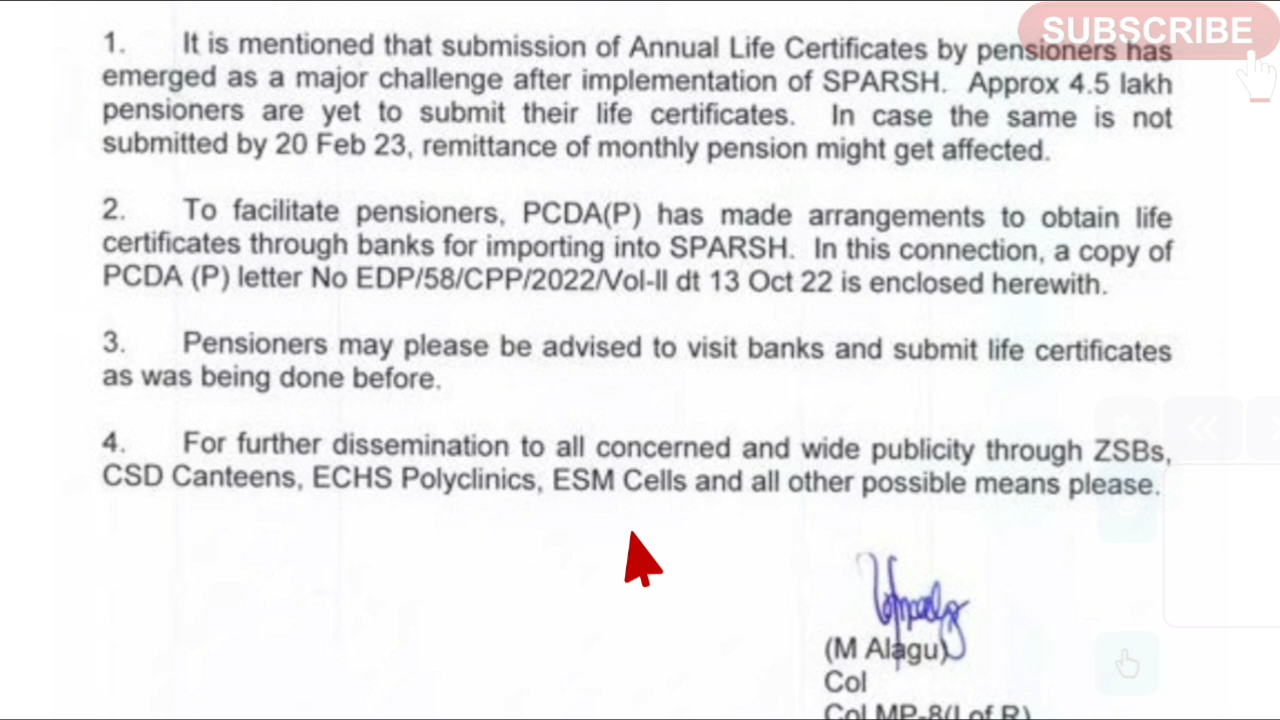 SUBSCRIBE
1. It is mentioned that submission of Annual Life Certificates by pensioners has
emerged as a major challenge after implementation of SPARSH. Approx 4.5 lakh
pensioners are yet to submit their life certificates. In case the same is not
submitted by 20 Feb 23, remittance of monthly pension might get affected.
2. To facilitate pensioners, PCDA(P) has made arrangements to obtain life
certificates through banks for importing into SPARSH. In this connection, a copy of
PCDA (P) letter No EDP/58/CPP/2022/Vol-II dt 13 Oct 22 is enclosed herewith.
3. Pensioners may please be advised to visit banks and submit life certificates
as was being done before.
4. For further dissemination to all concerned and wide publicity through ZSBs,
CSD Canteens, ECHS Polyclinics, ESM Cells and all other possible means please.
(M Alagu)
Col
Col MP-8(I of R)